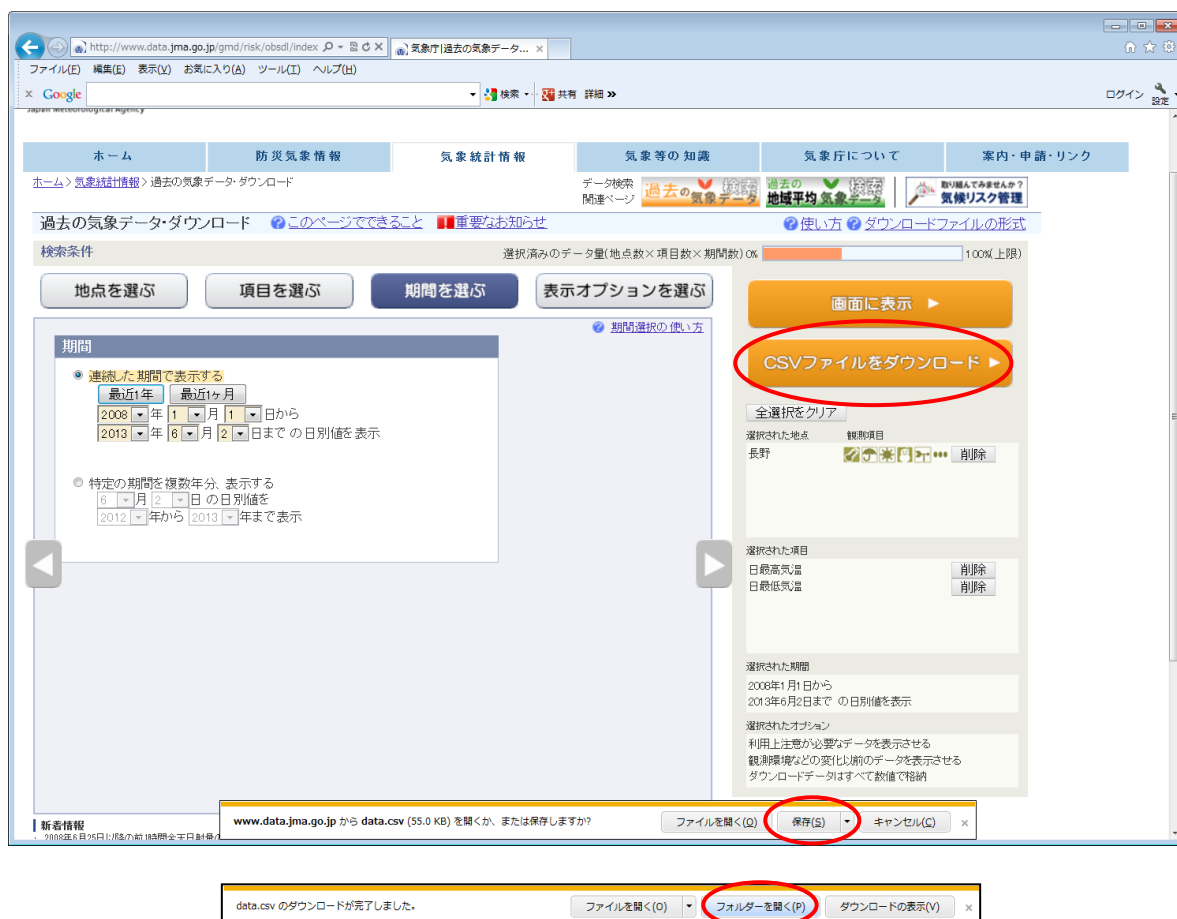 http://www.data.jma.go.jp/gmd/risk/obsdl/index
気象庁|過去の気象データ... ×
ファイル(F) 編集(E) 表示(V) お気に入り(A) ツール(T) ヘルプ(H)
× Google 検索 共有 詳細 » ログイン 設定
Japan Meteorological Agency
ホーム 防災気象情報 気象統計情報 気象等の知識 気象庁について 案内・申請・リンク
ホーム > 気象統計情報 > 過去の気象データ・ダウンロード
データ検索
関連ページ
過去の気象データ
過去の
地域平均気象データ
取り組んでみませんか?
気候リスク管理
過去の気象データ・ダウンロード このページでできること 重要なお知らせ 使い方 ダウンロードファイルの形式
検索条件 選択済みのデータ量(地点数×項目数×期間数) 0% 100%(上限)
地点を選ぶ 項目を選ぶ 期間を選ぶ 表示オプションを選ぶ
画面に表示
期間選択の使い方
期間
CSVファイルをダウンロード
連続した期間で表示する
最近1年 最近1ヶ月
2008 年 1 月 1 日から
2013 年 6 月 2 日まで の日別値を表示
特定の期間を複数年分、表示する
6 月 2 日 の日別値を
2012 年から 2013 年まで表示
全選択をクリア
選択された地点 観測項目
長野 削除
選択された項目
日最高気温 削除
日最低気温 削除
選択された期間
2008年1月1日から
2013年6月2日まで の日別値を表示
選択されたオプション
利用上注意が必要なデータを表示させる
観測環境などの変化以前のデータを表示させる
ダウンロードデータはすべて数値で格納
新着情報
www.data.jma.go.jp から data.csv (55.0 KB) を開くか、または保存しますか? ファイルを開く(O) 保存(S) キャンセル(C) ×
data.csv のダウンロードが完了しました。 ファイルを開く(O) フォルダーを開く(P) ダウンロードの表示(V) ×